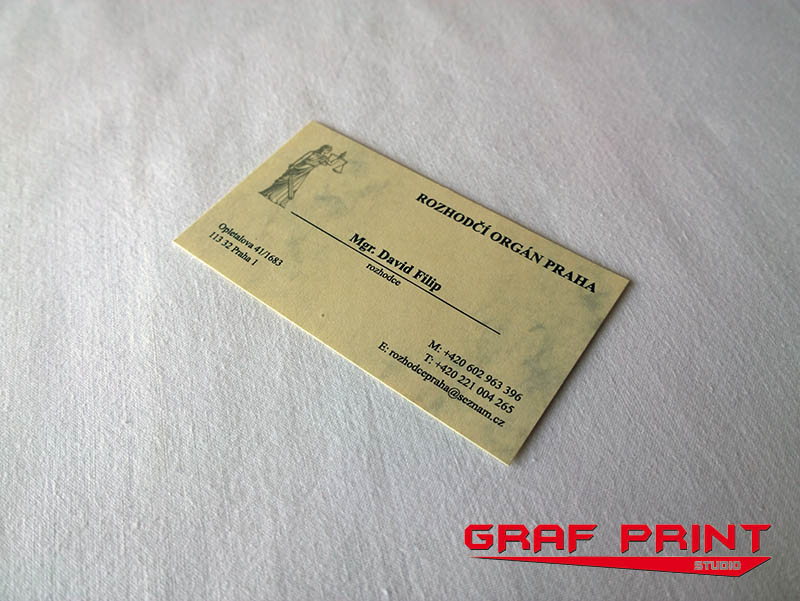 ROZHODČÍ ORGÁN PRAHA
Mgr. David Filip
rozhodce
Opletalova 41/1683
113 32 Praha 1
M: +420 602 963 396
T: +420 221 004 265
E: rozhodcepraha@seznam.cz
GRAF PRINT
STUDIO